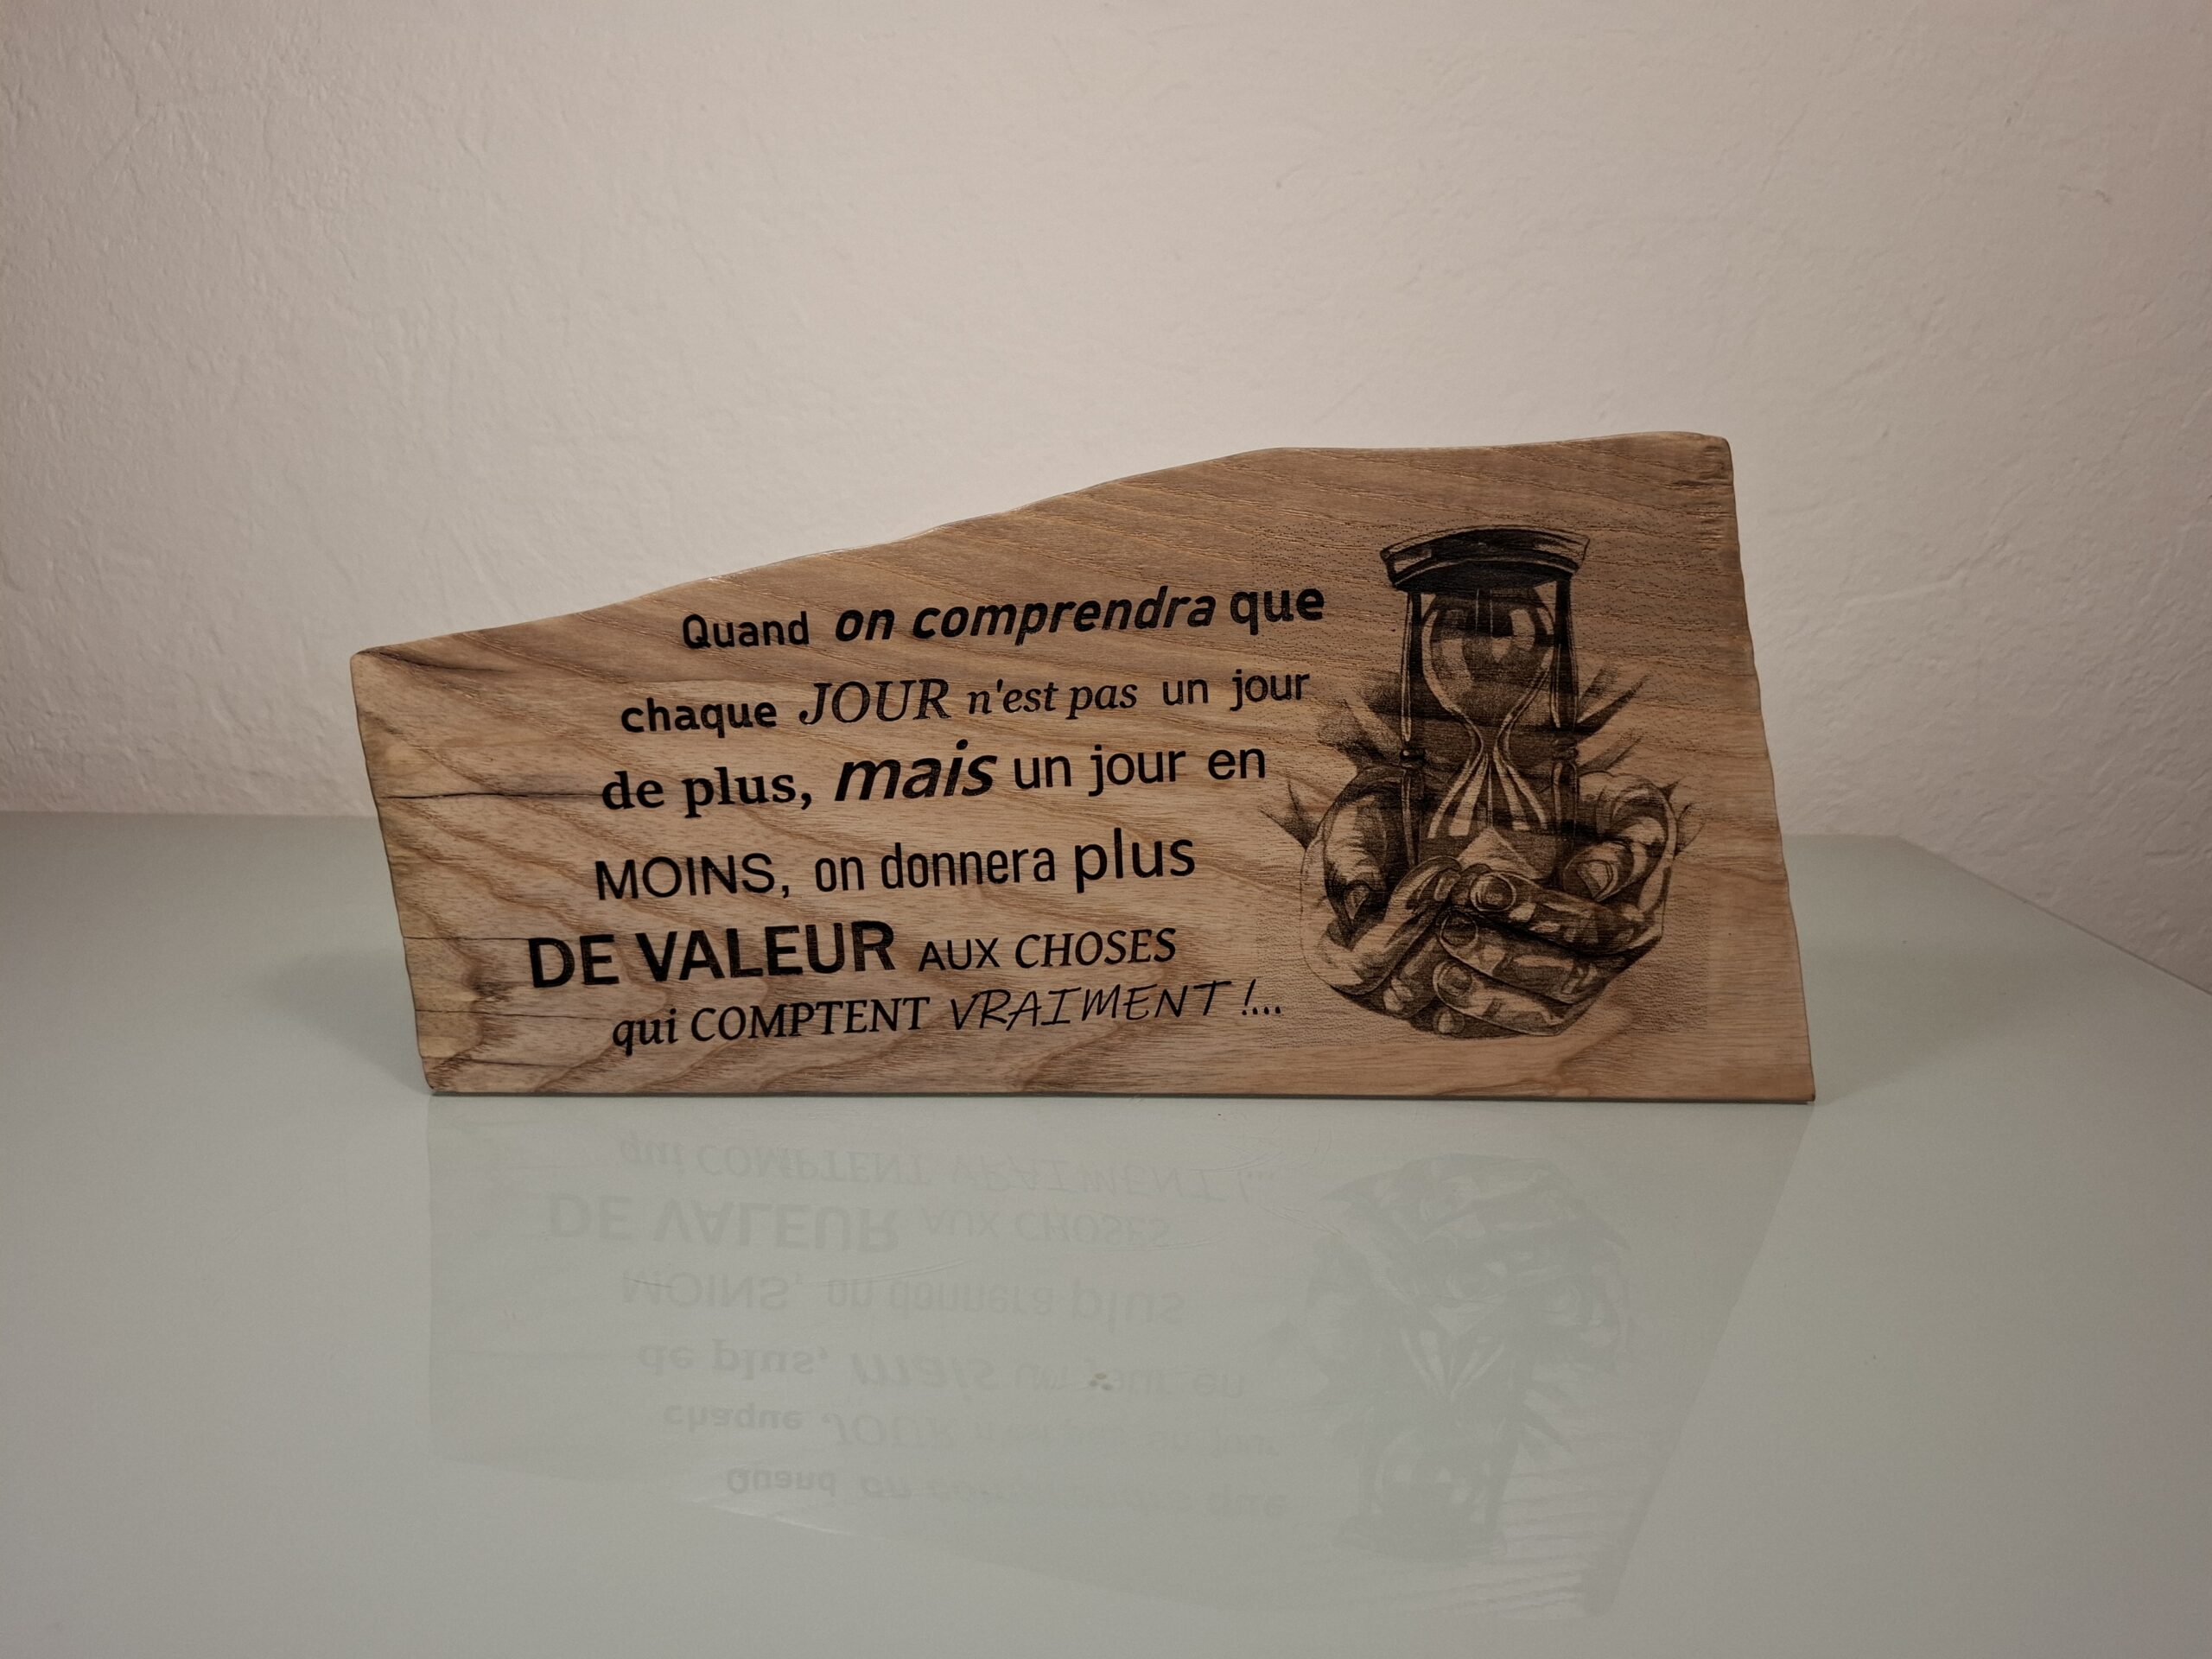 Quand on comprendra que
chaque JOUR n'est pas un jour
de plus, mais un jour en
MOINS, on donnera plus
DE VALEUR AUX CHOSES
qui COMPTENT VRAIMENT !...